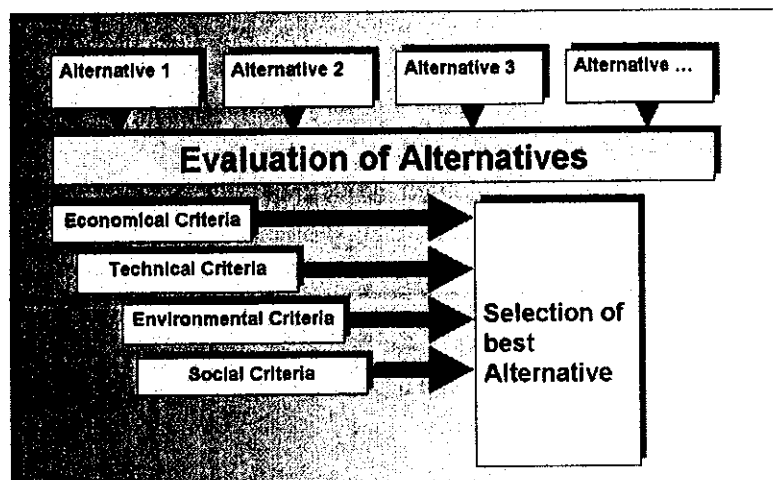 Alternative 1
Alternative 2
Alternative 3
Alternative ...
Evaluation of Alternatives
Economical Criteria
Technical Criteria
Environmental Criteria
Social Criteria
Selection of
best
Alternative